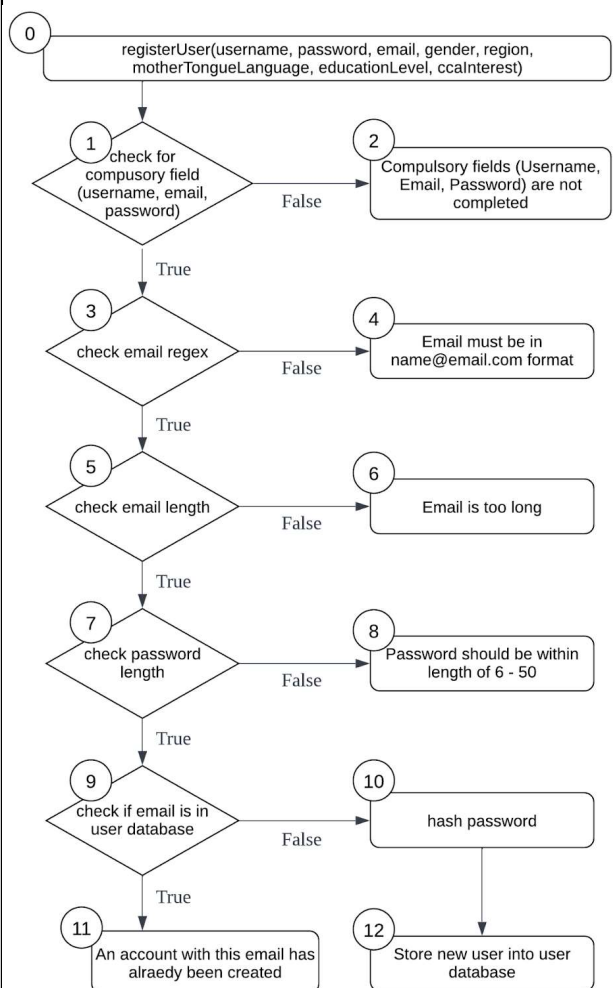 0
registerUser(username, password, email, gender, region,
motherTongueLanguage, educationLevel, ccaInterest)
1
check for
compusory field
(username, email,
password)
False
2
Compulsory fields (Username,
Email, Password) are not
completed
True
3
check email regex
False
4
Email must be in
name@email.com format
True
5
check email length
False
6
Email is too long
True
7
check password
length
False
8
Password should be within
length of 6 - 50
True
9
check if email is in
user database
False
10
hash password
True
11
An account with this email has
alraedy been created
12
Store new user into user
database